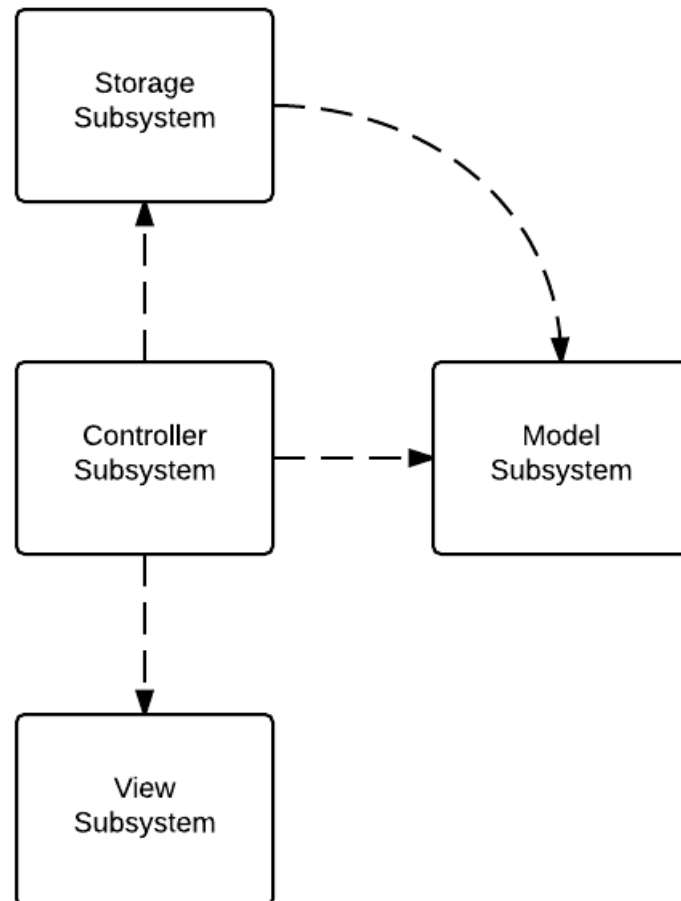 Storage
Subsystem
Controller
Subsystem
Model
Subsystem
View
Subsystem